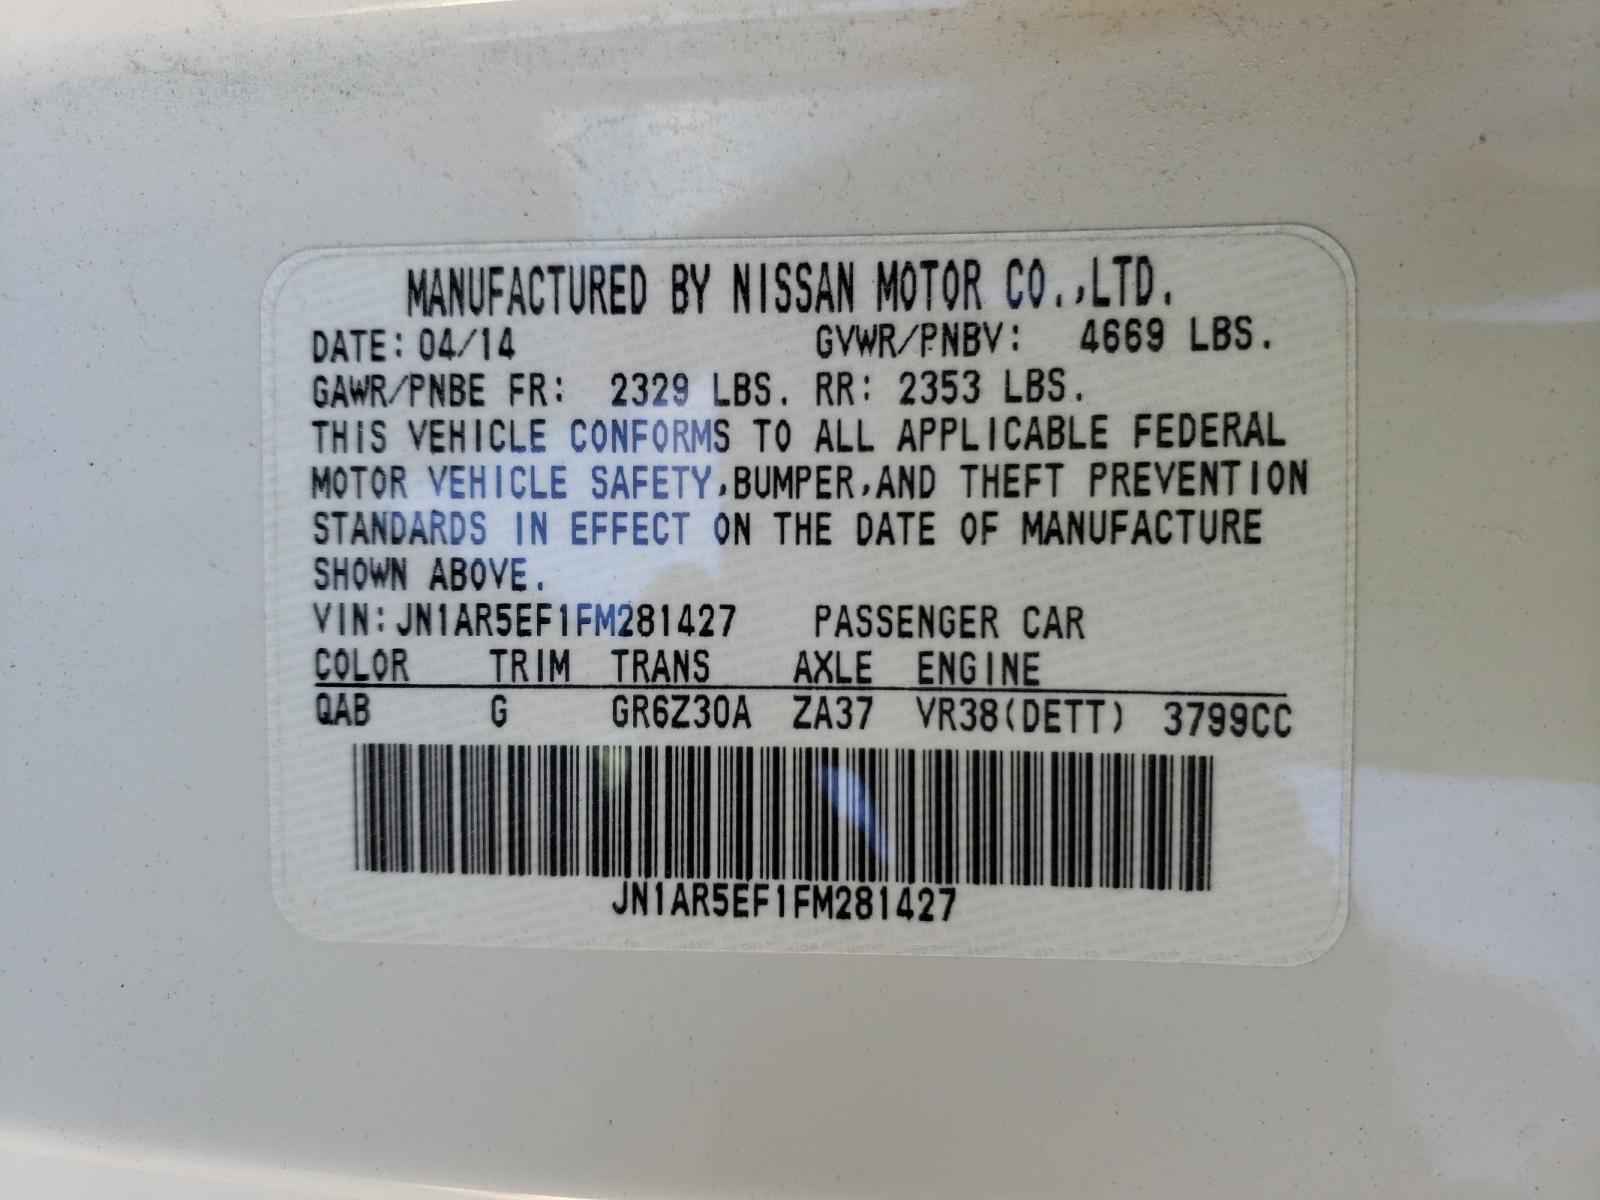 MANUFACTURED BY NISSAN MOTOR CO.,LTD.
DATE: 04/14 GVWR/PNBV: 4669 LBS.
GAWR/PNBE FR: 2329 LBS. RR: 2353 LBS.
THIS VEHICLE CONFORMS TO ALL APPLICABLE FEDERAL
MOTOR VEHICLE SAFETY,BUMPER,AND THEFT PREVENTION
STANDARDS IN EFFECT ON THE DATE OF MANUFACTURE
SHOWN ABOVE.
VIN:JN1AR5EF1FM281427 PASSENGER CAR
COLOR TRIM TRANS AXLE ENGINE
QAB G GR6Z30A ZA37 VR38(DETT) 3799CC
JN1AR5EF1FM281427